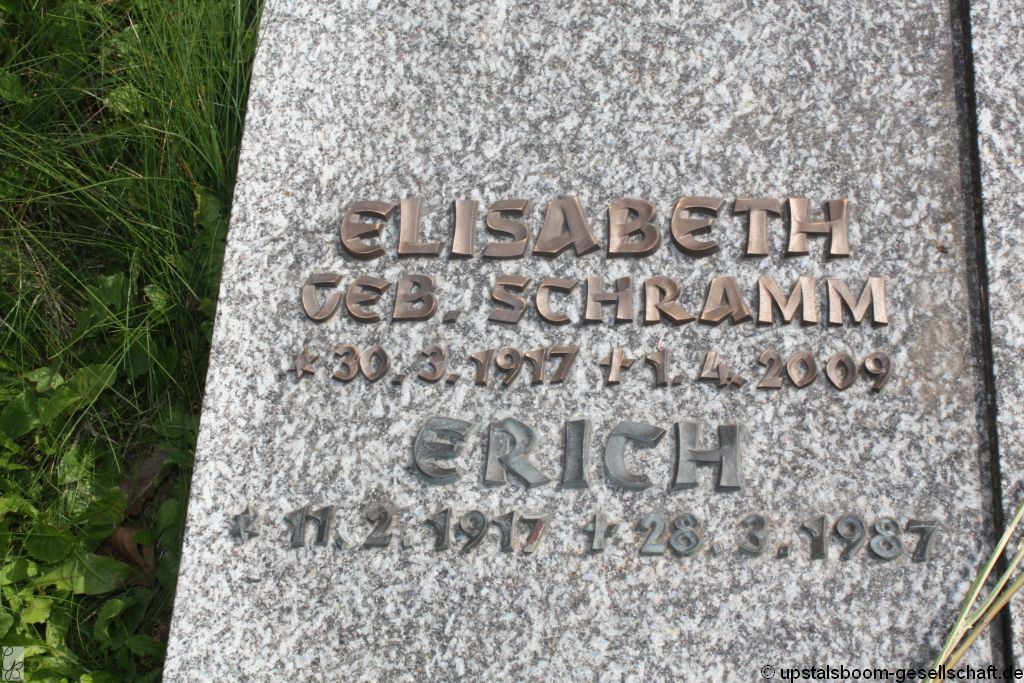 ELISABETH
GEB. SCHRAMM
* 30. 3. 1917 + 1. 4. 2009
ERICH
* 11. 2. 1917 + 28. 3. 1987
© upstalsboom-gesellschaft.de